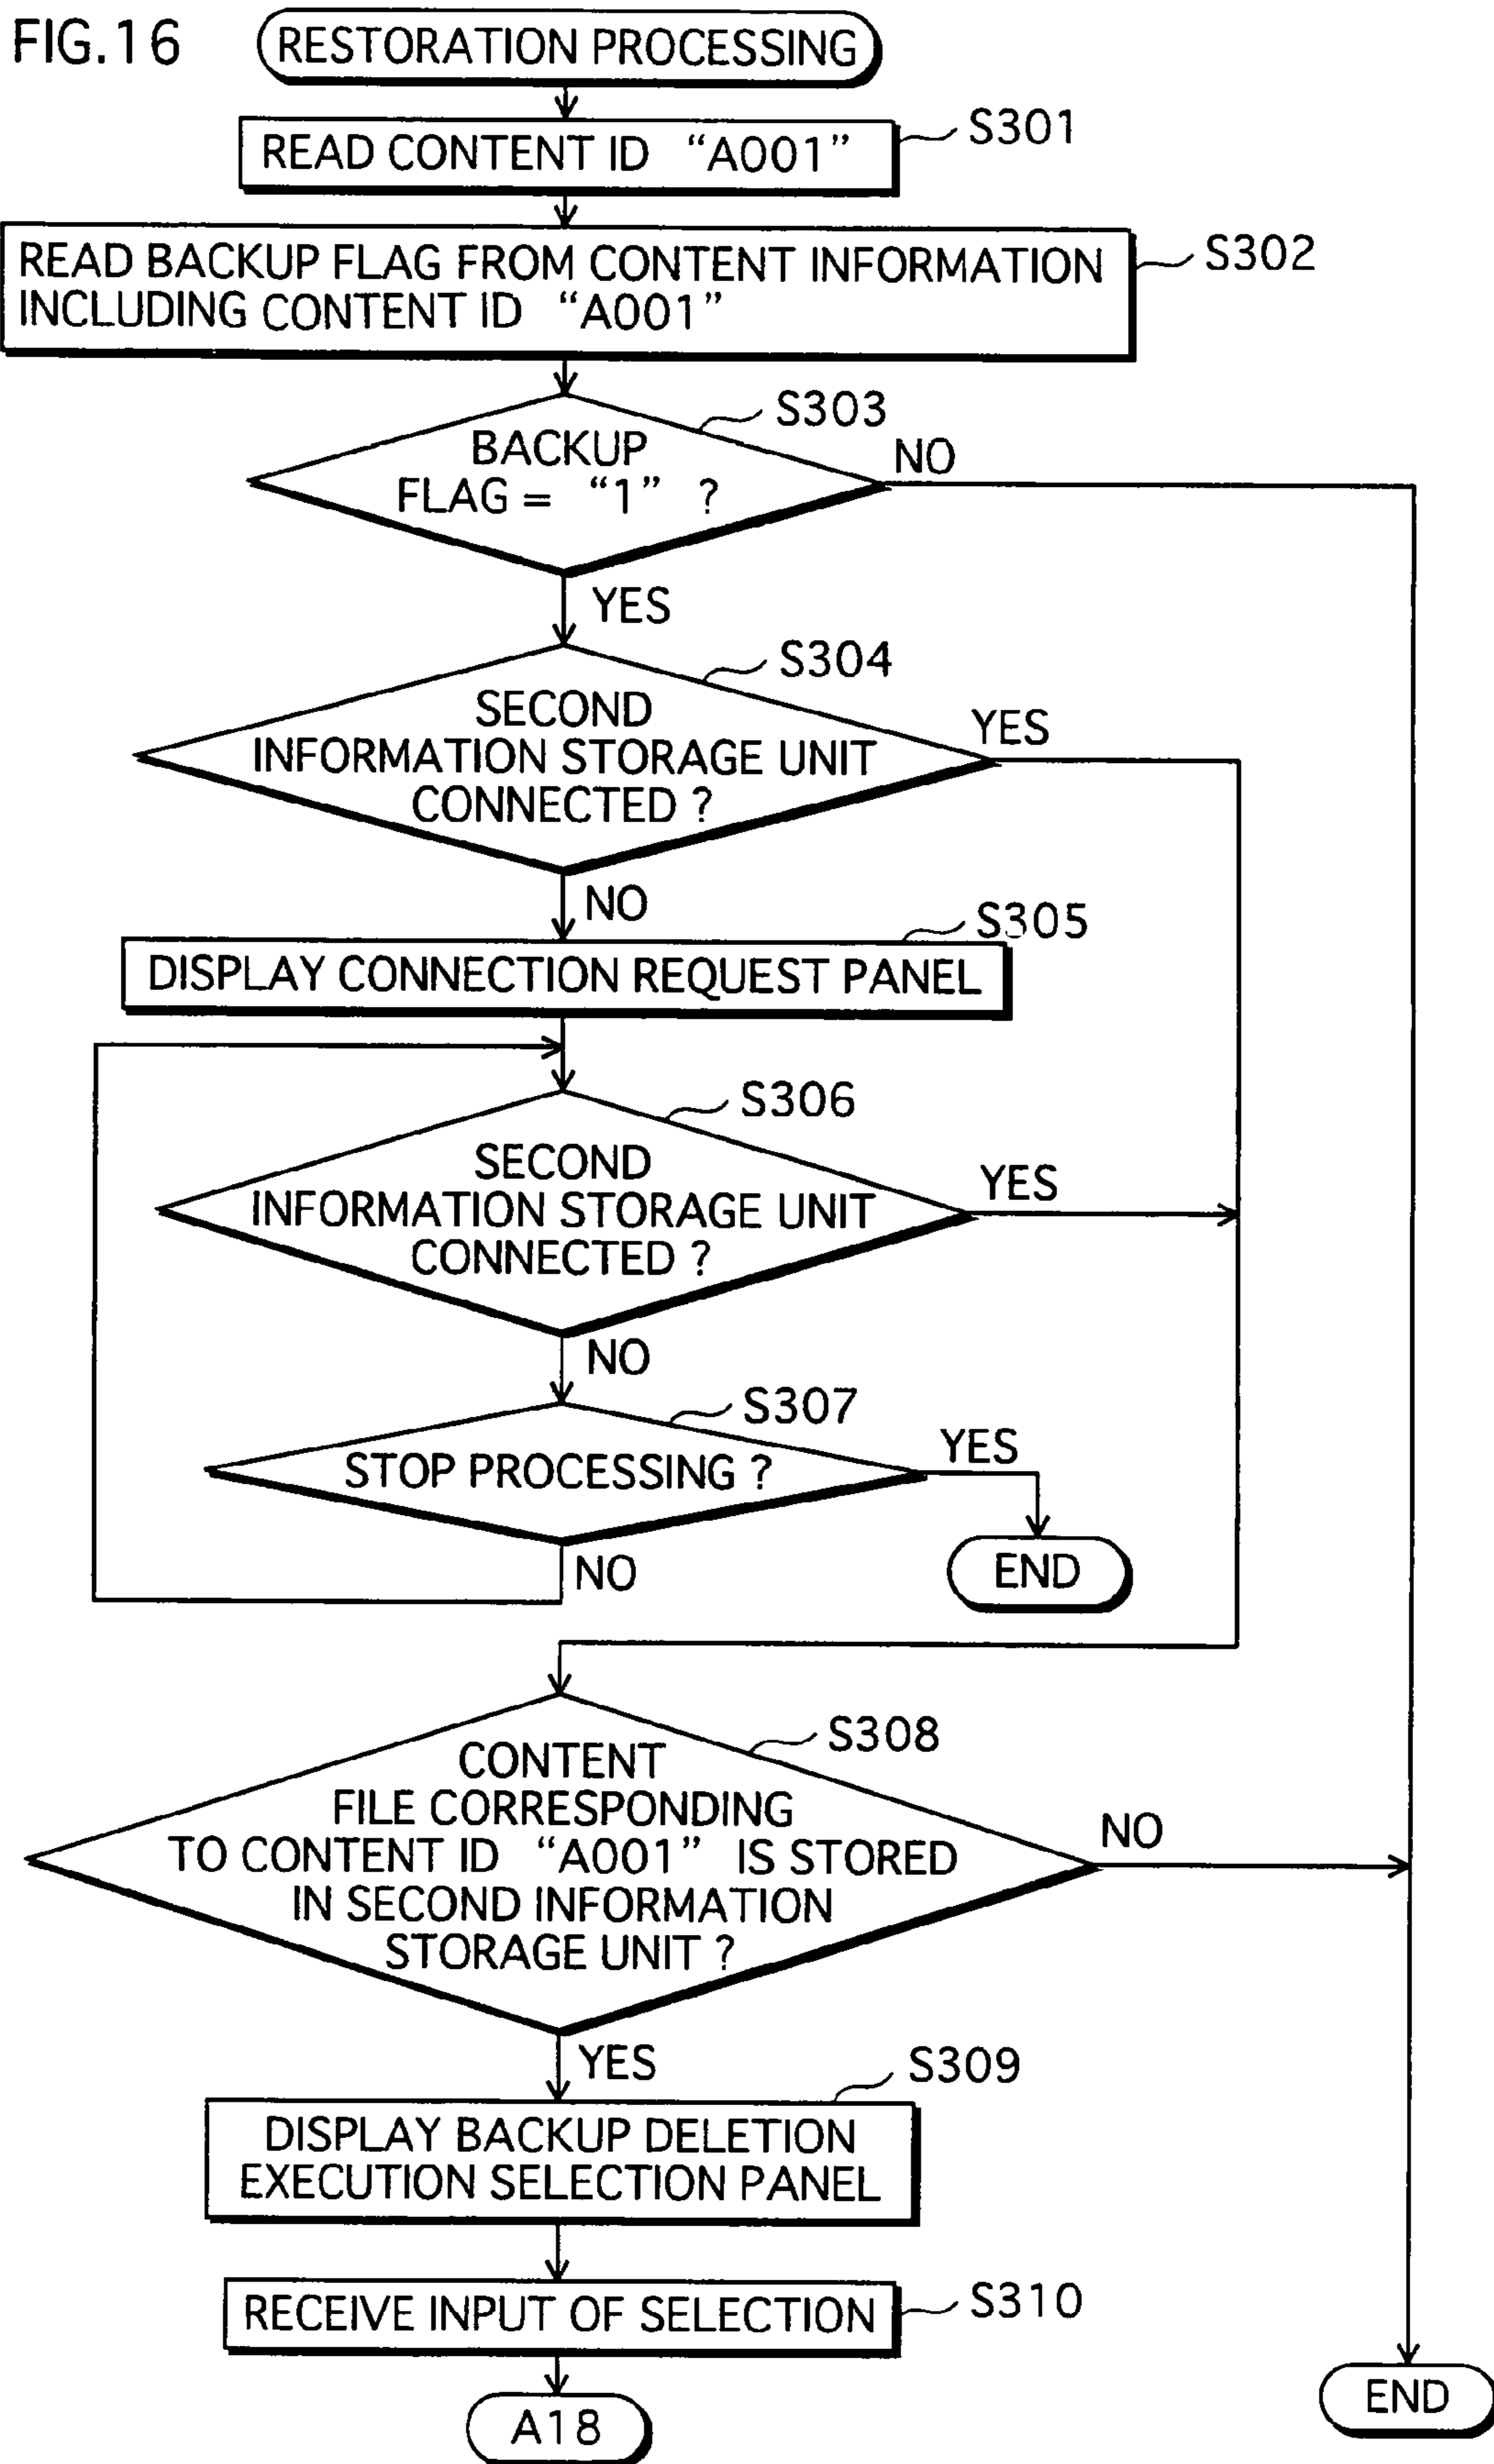 FIG.16
RESTORATION PROCESSING
READ CONTENT ID "A001"
S301
READ BACKUP FLAG FROM CONTENT INFORMATION
INCLUDING CONTENT ID "A001"
S302
BACKUP
FLAG = "1" ?
S303
NO
YES
SECOND
INFORMATION STORAGE UNIT
CONNECTED ?
S304
YES
NO
DISPLAY CONNECTION REQUEST PANEL
S305
SECOND
INFORMATION STORAGE UNIT
CONNECTED ?
S306
YES
NO
STOP PROCESSING ?
S307
YES
END
NO
CONTENT
FILE CORRESPONDING
TO CONTENT ID "A001" IS STORED
IN SECOND INFORMATION
STORAGE UNIT ?
S308
NO
YES
DISPLAY BACKUP DELETION
EXECUTION SELECTION PANEL
S309
RECEIVE INPUT OF SELECTION
S310
A18
END